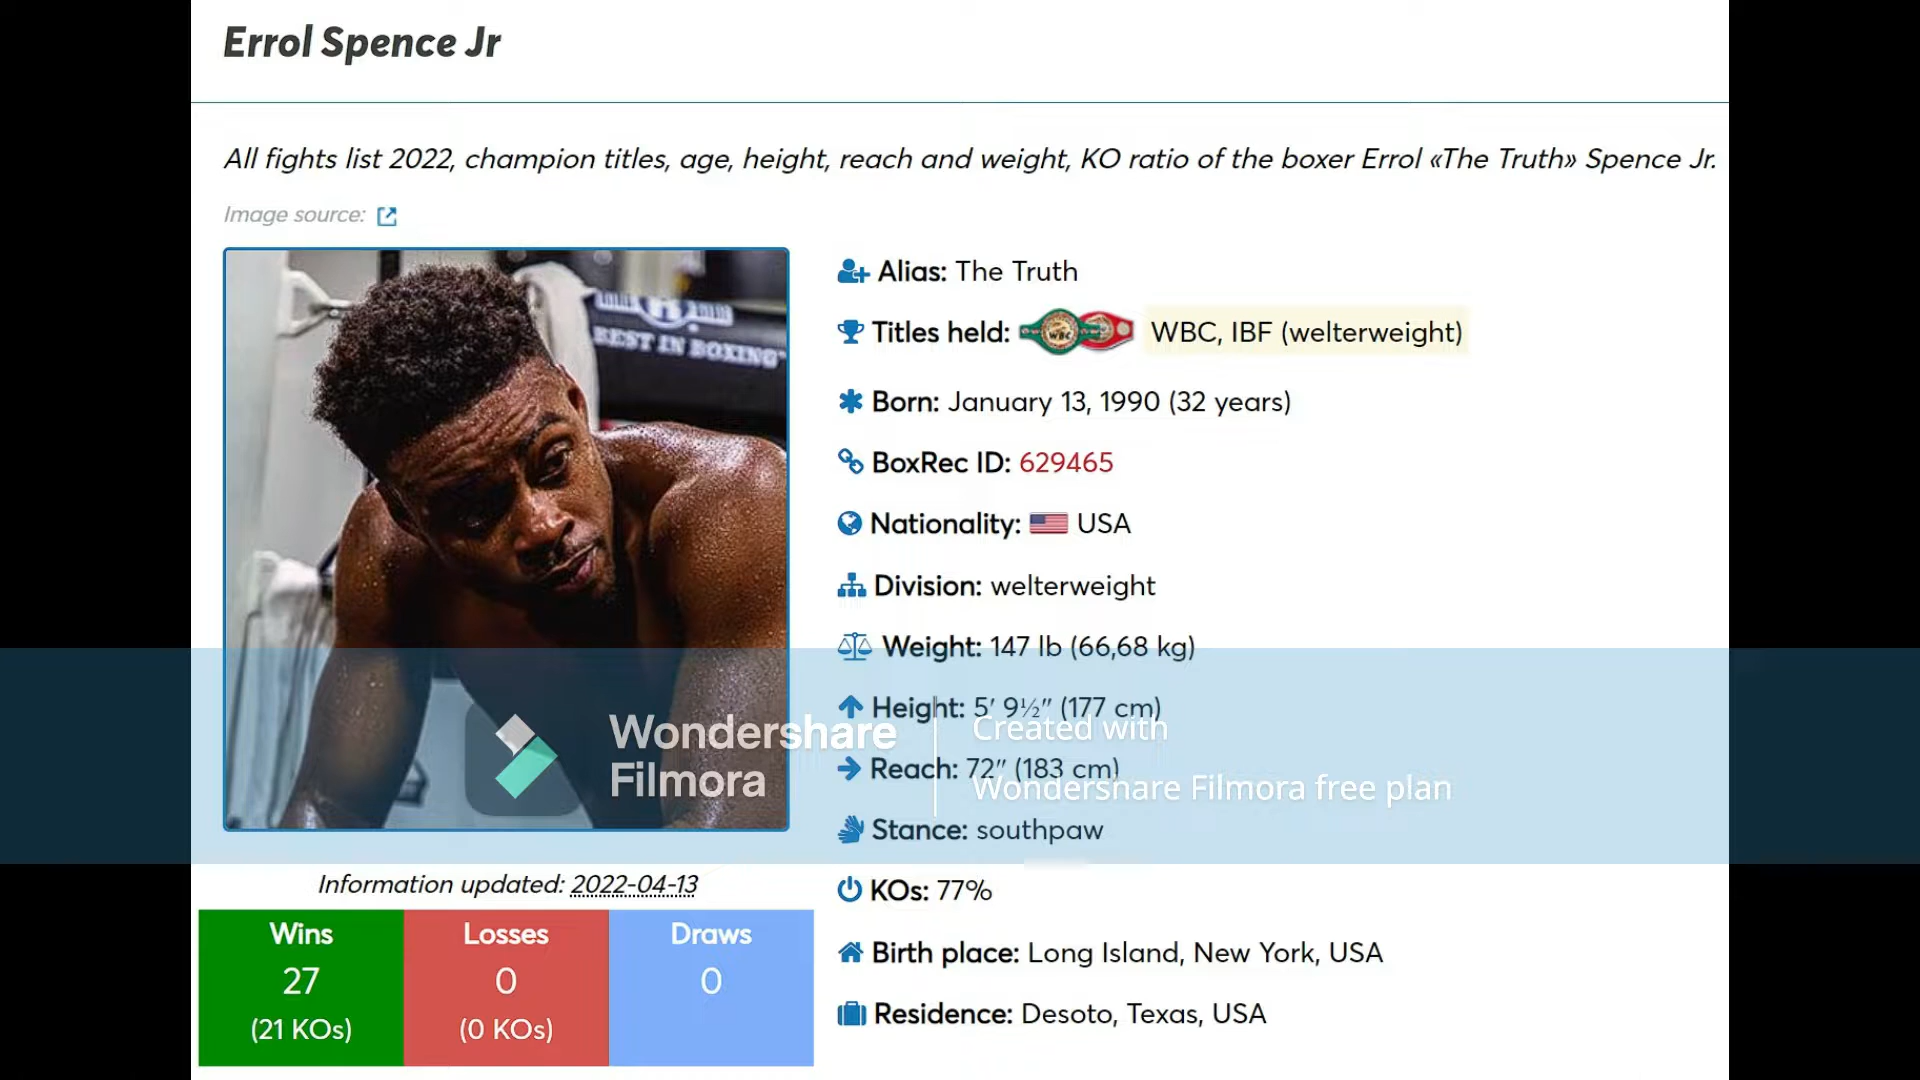 Errol Spence Jr
All fights list 2022, champion titles, age, height, reach and weight, KO ratio of the boxer Errol «The Truth» Spence Jr.
Image source:
BEST IN BOXING
Alias: The Truth
Titles held: WBC, IBF (welterweight)
WBC
Born: January 13, 1990 (32 years)
BoxRec ID: 629465
Nationality: USA
Division: welterweight
Weight: 147 lb (66,68 kg)
Height: 5′ 9½″ (177 cm)
Reach: 72″ (183 cm)
Stance: southpaw
KOs: 77%
Birth place: Long Island, New York, USA
Residence: Desoto, Texas, USA
Wondershare
Filmora
Created with
Wondershare Filmora free plan
Information updated: 2022-04-13
Wins Losses Draws
27 0 0
(21 KOs) (0 KOs)